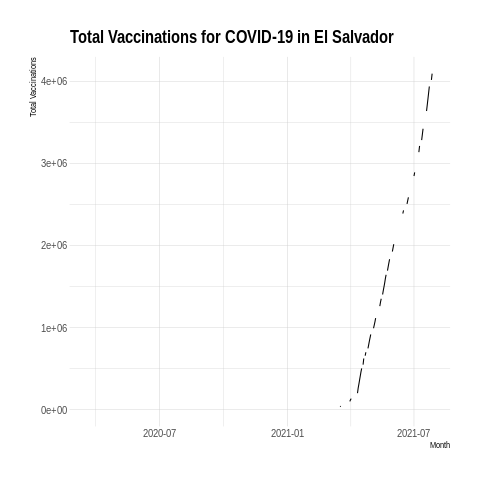 Total Vaccinations for COVID-19 in El Salvador
Total Vaccinations
4e+06
3e+06
2e+06
1e+06
0e+00
2020-07 2021-01 2021-07
Month